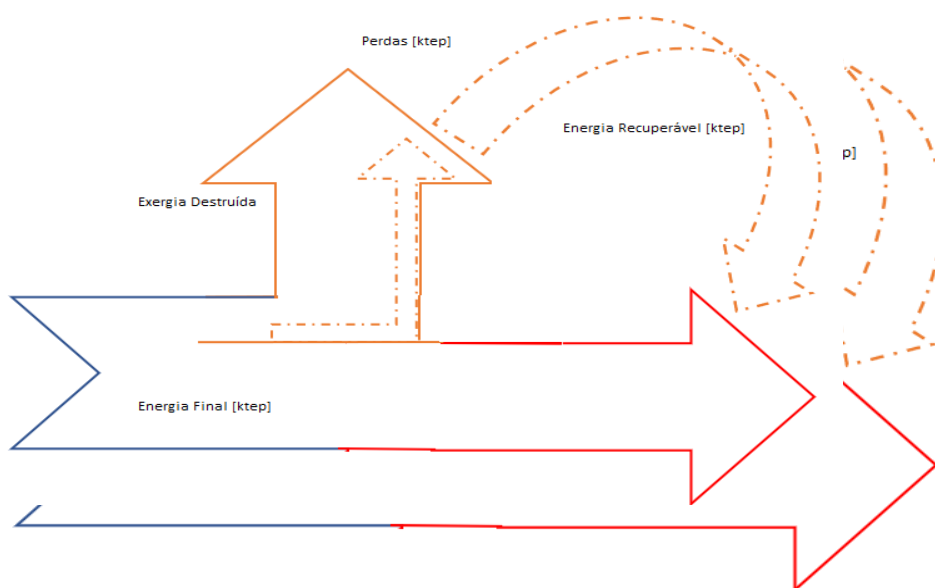 Perdas [ktep]
Energia Recuperável [ktep]
p]
Exergia Destruída
Energia Final [ktep]